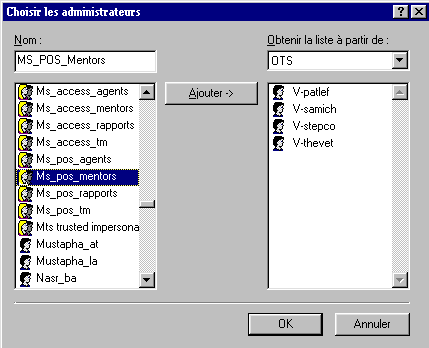 Choisir les administrateurs
Nom :
Obtenir la liste à partir de :
MS_POS_Mentors
OTS
Ajouter ->
Ms_access_agents
Ms_access_mentors
Ms_access_rapports
Ms_access_tm
Ms_pos_agents
Ms_pos_mentors
Ms_pos_rapports
Ms_pos_tm
Mts trusted impersona
Mustapha_at
Mustapha_la
Nasr_ba
V-patlef
V-samich
V-stepco
V-thevet
OK
Annuler